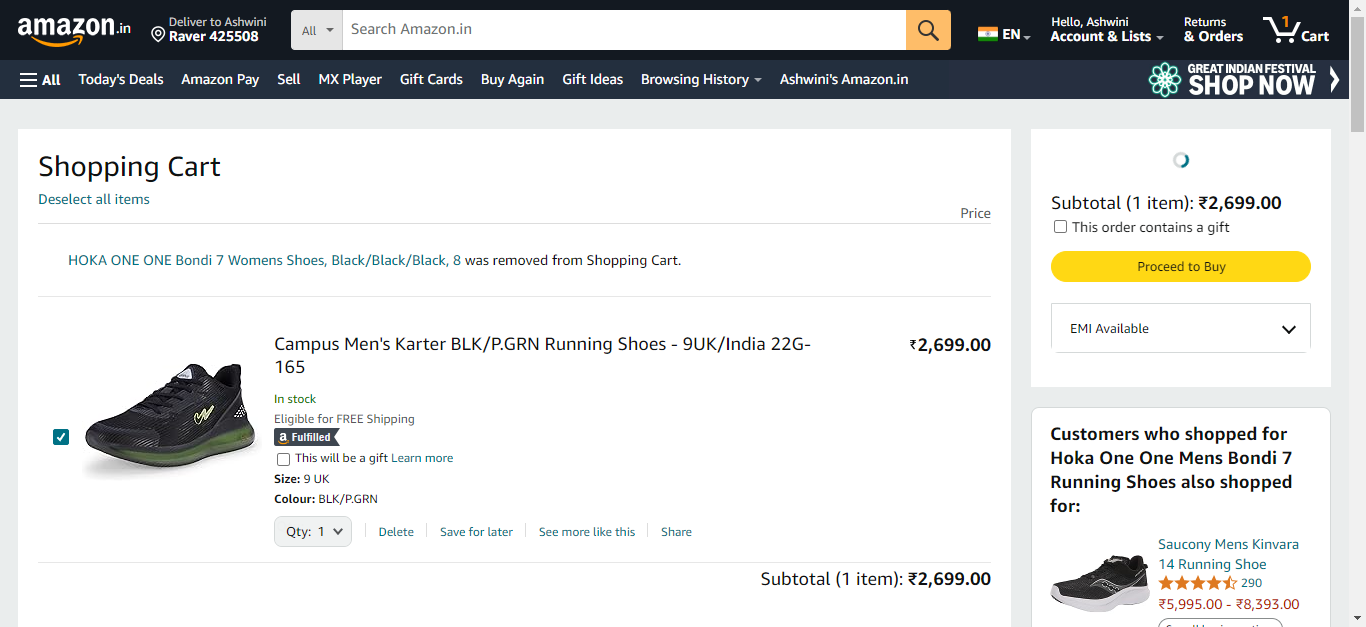 amazon.in
Deliver to Ashwini
Raver 425508
All
Search Amazon.in
EN
Hello, Ashwini
Account & Lists
Returns
& Orders
1
Cart
All
Today's Deals
Amazon Pay
Sell
MX Player
Gift Cards
Buy Again
Gift Ideas
Browsing History
Ashwini's Amazon.in
GREAT INDIAN FESTIVAL
SHOP NOW
Shopping Cart
Deselect all items
Price
HOKA ONE ONE Bondi 7 Womens Shoes, Black/Black/Black, 8 was removed from Shopping Cart.
Campus Men's Karter BLK/P.GRN Running Shoes - 9UK/India 22G-
165
₹2,699.00
In stock
Eligible for FREE Shipping
a Fulfilled
This will be a gift Learn more
Size: 9 UK
Colour: BLK/P.GRN
Qty: 1
Delete
Save for later
See more like this
Share
Subtotal (1 item): ₹2,699.00
Subtotal (1 item): ₹2,699.00
This order contains a gift
Proceed to Buy
EMI Available
Customers who shopped for
Hoka One One Mens Bondi 7
Running Shoes also shopped
for:
Saucony Mens Kinvara
14 Running Shoe
290
₹5,995.00 - ₹8,393.00